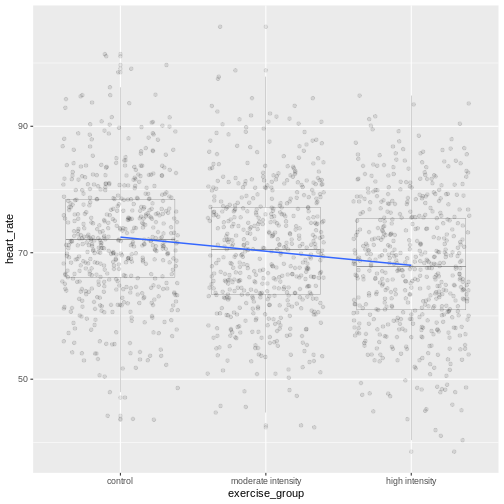 heart_rate
90
70
50
control moderate intensity high intensity
exercise_group